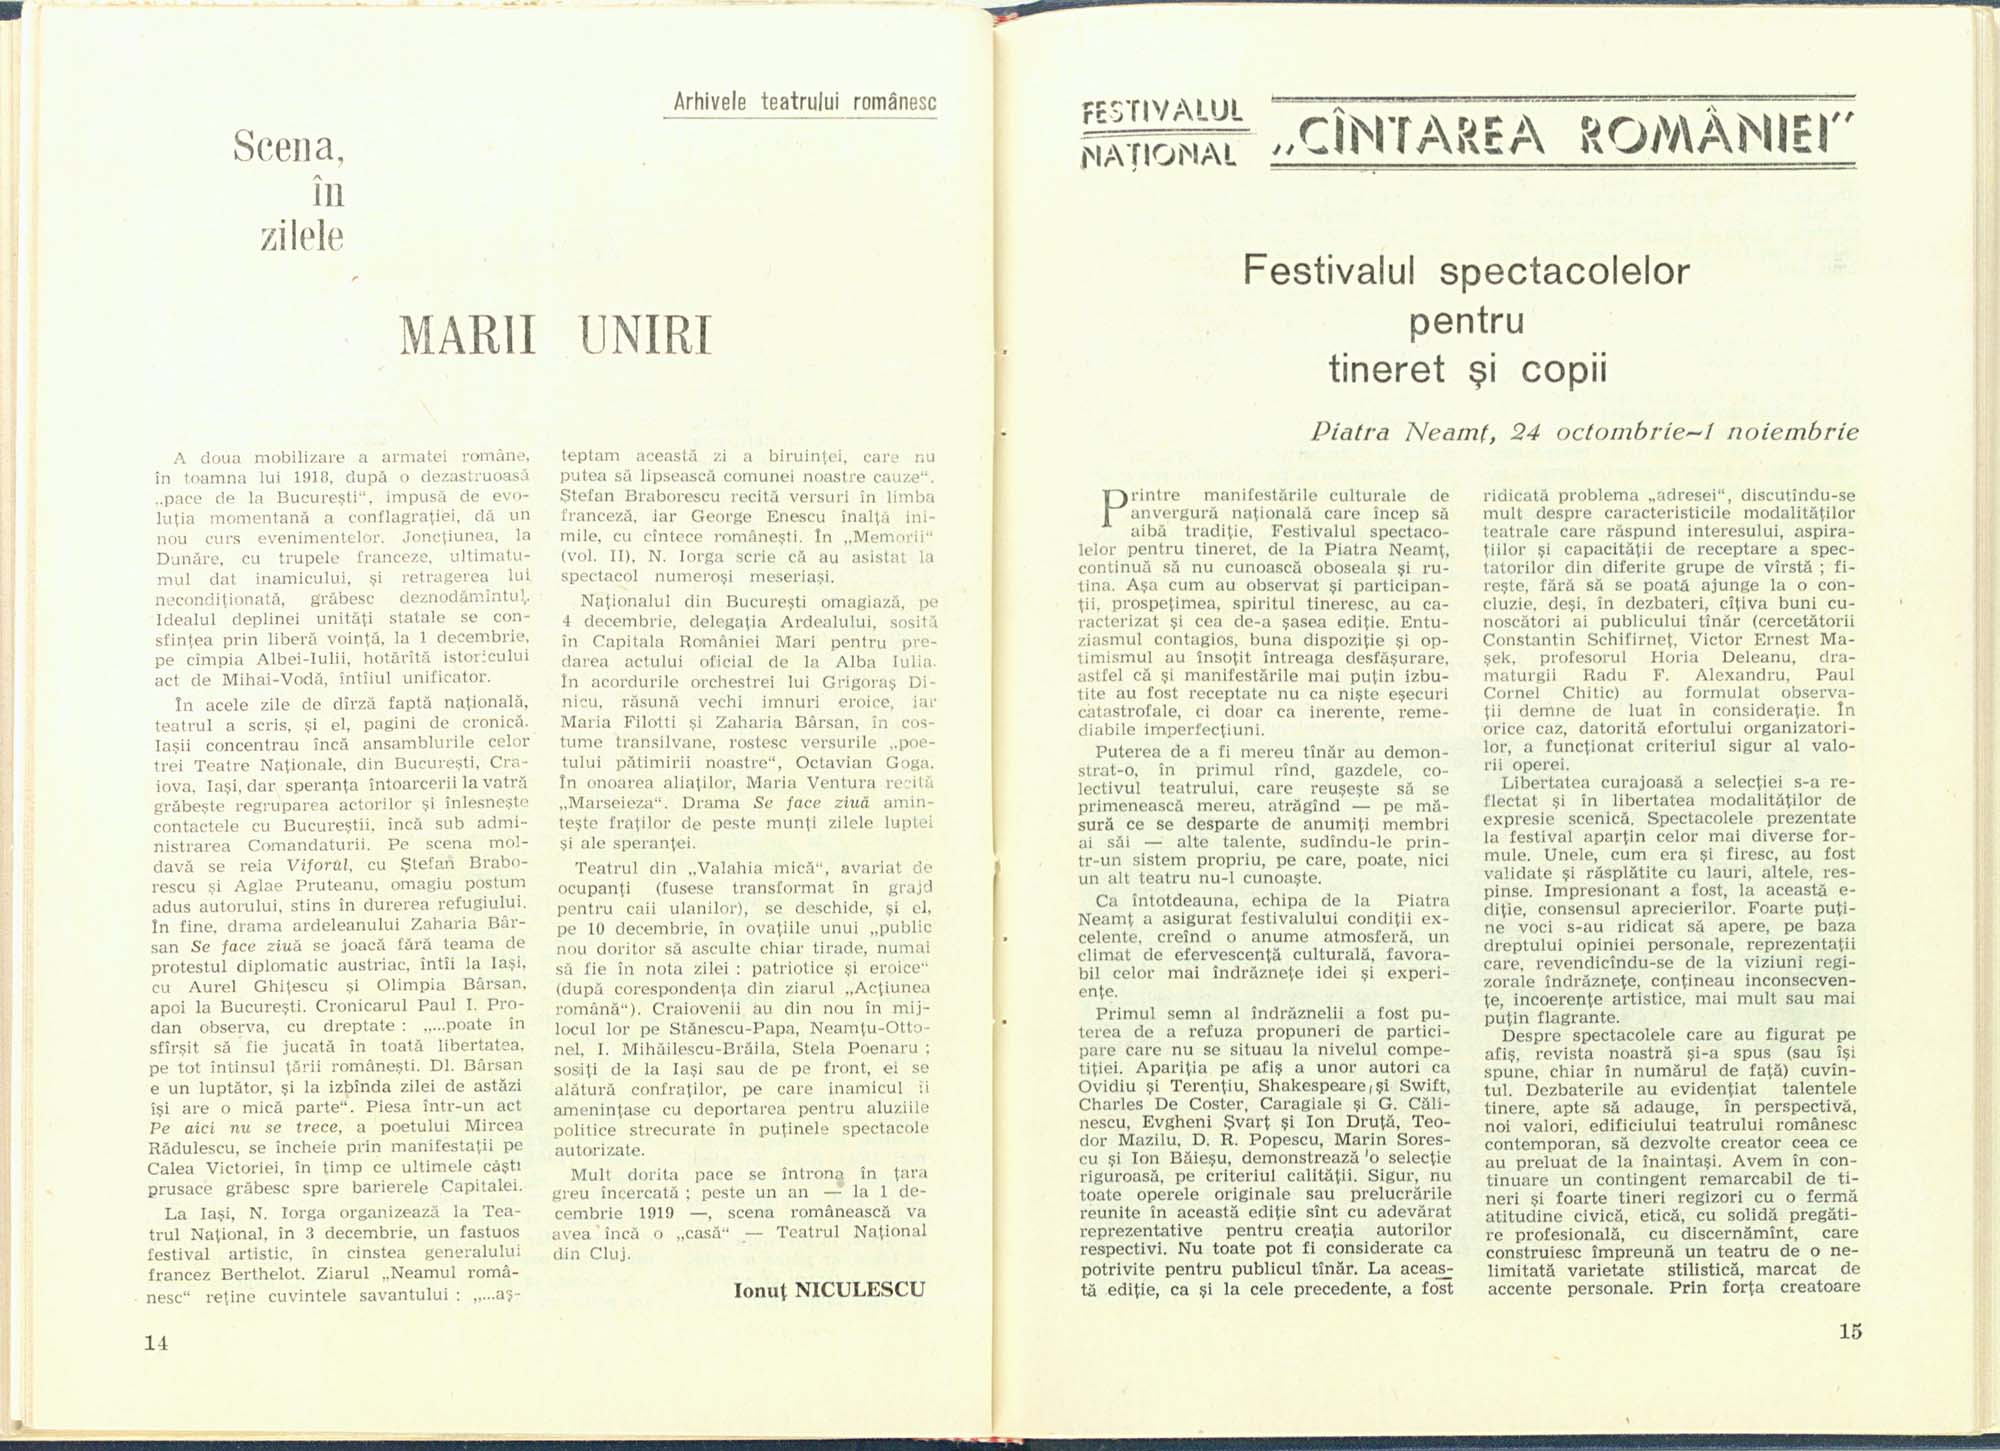 Arhivele teatrului românesc
Scena,
în
zilele
MARII UNIRI
A doua mobilizare a armatei române,
în toamna lui 1918, după o dezastruoasă
„pace de la București“, impusă de evo-
luția momentană a conflagrației, dă un
nou curs evenimentelor. Joncțiunea, la
Dunăre, cu trupele franceze, ultimatu-
mul dat inamicului, și retragerea lui
necondiționată, grăbesc deznodămîntul.
Idealul deplinei unități statale se con-
sfințea prin liberă voință, la 1 decembrie,
pe cîmpia Albei-Iulii, hotărîtă istoricului
act de Mihai-Vodă, întîiul unificator.
În acele zile de dîrză faptă națională,
teatrul a scris, și el, pagini de cronică.
Iașii concentrau încă ansamblurile celor
trei Teatre Naționale, din București, Cra-
iova, Iași, dar speranța întoarcerii la vatră
grăbește regruparea actorilor și înlesnește
contactele cu Bucureștii, încă sub admi-
nistrarea Comandaturii. Pe scena mol-
davă se reia Viforul, cu Ștefan Brabo-
rescu și Aglae Pruteanu, omagiu postum
adus autorului, stins în durerea refugiului.
În fine, drama ardeleanului Zaharia Bâr-
san Se face ziuă se joacă fără teama de
protestul diplomatic austriac, întîi la Iași,
cu Aurel Ghițescu și Olimpia Bârsan,
apoi la București. Cronicarul Paul I. Pro-
dan observa, cu dreptate : „...poate în
sfîrșit să fie jucată în toată libertatea,
pe tot întinsul țării românești. Dl. Bârsan
e un luptător, și la izbînda zilei de astăzi
își are o mică parte“. Piesa într-un act
Pe aici nu se trece, a poetului Mircea
Rădulescu, se încheie prin manifestații pe
Calea Victoriei, în timp ce ultimele căști
prusace grăbesc spre barierele Capitalei.
La Iași, N. Iorga organizează la Tea-
trul Național, în 3 decembrie, un fastuos
festival artistic, în cinstea generalului
francez Berthelot. Ziarul „Neamul româ-
nesc“ reține cuvintele savantului : „...aș-
teptam această zi a biruinței, care nu
putea să lipsească comunei noastre cauze“.
Ștefan Braborescu recită versuri în limba
franceză, iar George Enescu înalță ini-
mile, cu cîntece românești. În „Memorii“
(vol. II), N. Iorga scrie că au asistat la
spectacol numeroși meseriași.
Naționalul din București omagiază, pe
4 decembrie, delegația Ardealului, sosită
în Capitala României Mari pentru pre-
darea actului oficial de la Alba Iulia.
În acordurile orchestrei lui Grigoraș Di-
nicu, răsună vechi imnuri eroice, iar
Maria Filotti și Zaharia Bârsan, în cos-
tume transilvane, rostesc versurile „poe-
tului pătimirii noastre“, Octavian Goga.
În onoarea aliaților, Maria Ventura recită
„Marseieza“. Drama Se face ziuă amin-
tește fraților de peste munți zilele luptei
și ale speranței.
Teatrul din „Valahia mică“, avariat de
ocupanți (fusese transformat în grajd
pentru caii ulanilor), se deschide, și el,
pe 10 decembrie, în ovațiile unui „public
nou doritor să asculte chiar tirade, numai
să fie în nota zilei : patriotice și eroice“
(după corespondența din ziarul „Acțiunea
română“). Craiovenii au din nou în mij-
locul lor pe Stănescu-Papa, Neamțu-Otto-
nel, I. Mihăilescu-Brăila, Stela Poenaru ;
sosiți de la Iași sau de pe front, ei se
alătură confraților, pe care inamicul îi
amenințase cu deportarea pentru aluziile
politice strecurate în puținele spectacole
autorizate.
Mult dorita pace se întrona în țara
greu încercată ; peste un an — la 1 de-
cembrie 1919 —, scena românească va
avea încă o „casă“ — Teatrul Național
din Cluj.
Ionuț NICULESCU
14
FESTIVALUL
NAȚIONAL
„CÎNTAREA ROMÂNIEI”
Festivalul spectacolelor
pentru
tineret și copii
Piatra Neamț, 24 octombrie–1 noiembrie
Printre manifestările culturale de
anvergură națională care încep să
aibă tradiție, Festivalul spectaco-
lelor pentru tineret, de la Piatra Neamț,
continuă să nu cunoască oboseala și ru-
tina. Așa cum au observat și participan-
ții, prospețimea, spiritul tineresc, au ca-
racterizat și cea de-a șasea ediție. Entu-
ziasmul contagios, buna dispoziție și op-
timismul au însoțit întreaga desfășurare,
astfel că și manifestările mai puțin izbu-
tite au fost receptate nu ca niște eșecuri
catastrofale, ci doar ca inerente, reme-
diabile imperfecțiuni.
Puterea de a fi mereu tînăr au demon-
strat-o, în primul rînd, gazdele, co-
lectivul teatrului, care reușește să se
primenească mereu, atrăgînd — pe mă-
sură ce se desparte de anumiți membri
ai săi — alte talente, sudîndu-le prin-
tr-un sistem propriu, pe care, poate, nici
un alt teatru nu-l cunoaște.
Ca întotdeauna, echipa de la Piatra
Neamț a asigurat festivalului condiții ex-
celente, creînd o anume atmosferă, un
climat de efervescență culturală, favora-
bil celor mai îndrăznețe idei și experi-
ențe.
Primul semn al îndrăznelii a fost pu-
terea de a refuza propuneri de partici-
pare care nu se situau la nivelul compe-
tiției. Apariția pe afiș a unor autori ca
Ovidiu și Terențiu, Shakespeare și Swift,
Charles De Coster, Caragiale și G. Căli-
nescu, Evgheni Șvarț și Ion Druță, Teo-
dor Mazilu, D. R. Popescu, Marin Sores-
cu și Ion Băieșu, demonstrează o selecție
riguroasă, pe criteriul calității. Sigur, nu
toate operele originale sau prelucrările
reunite în această ediție sînt cu adevărat
reprezentative pentru creația autorilor
respectivi. Nu toate pot fi considerate ca
potrivite pentru publicul tînăr. La aceas-
tă ediție, ca și la cele precedente, a fost
ridicată problema „adresei“, discutîndu-se
mult despre caracteristicile modalităților
teatrale care răspund interesului, aspira-
țiilor și capacității de receptare a spec-
tatorilor din diferite grupe de vîrstă ; fi-
rește, fără să se poată ajunge la o con-
cluzie, deși, în dezbateri, cîțiva buni cu-
noscători ai publicului tînăr (cercetătorii
Constantin Schifirneț, Victor Ernest Ma-
șek, profesorul Horia Deleanu, dra-
maturgii Radu F. Alexandru, Paul
Cornel Chitic) au formulat observa-
ții demne de luat în considerație. În
orice caz, datorită efortului organizatori-
lor, a funcționat criteriul sigur al valo-
rii operei.
Libertatea curajoasă a selecției s-a re-
flectat și în libertatea modalităților de
expresie scenică. Spectacolele prezentate
la festival aparțin celor mai diverse for-
mule. Unele, cum era și firesc, au fost
validate și răsplătite cu lauri, altele, res-
pinse. Impresionant a fost, la această e-
diție, consensul aprecierilor. Foarte puți-
ne voci s-au ridicat să apere, pe baza
dreptului opiniei personale, reprezentații
care, revendicîndu-se de la viziuni regi-
zorale îndrăznețe, conțineau inconsecven-
țe, incoerențe artistice, mai mult sau mai
puțin flagrante.
Despre spectacolele care au figurat pe
afiș, revista noastră și-a spus (sau își
spune, chiar în numărul de față) cuvîn-
tul. Dezbaterile au evidențiat talentele
tinere, apte să adauge, în perspectivă,
noi valori, edificiului teatrului românesc
contemporan, să dezvolte creator ceea ce
au preluat de la înaintași. Avem în con-
tinuare un contingent remarcabil de ti-
neri și foarte tineri regizori cu o fermă
atitudine civică, etică, cu solidă pregăti-
re profesională, cu discernămînt, care
construiesc împreună un teatru de o ne-
limitată varietate stilistică, marcat de
accente personale. Prin forța creatoare
15